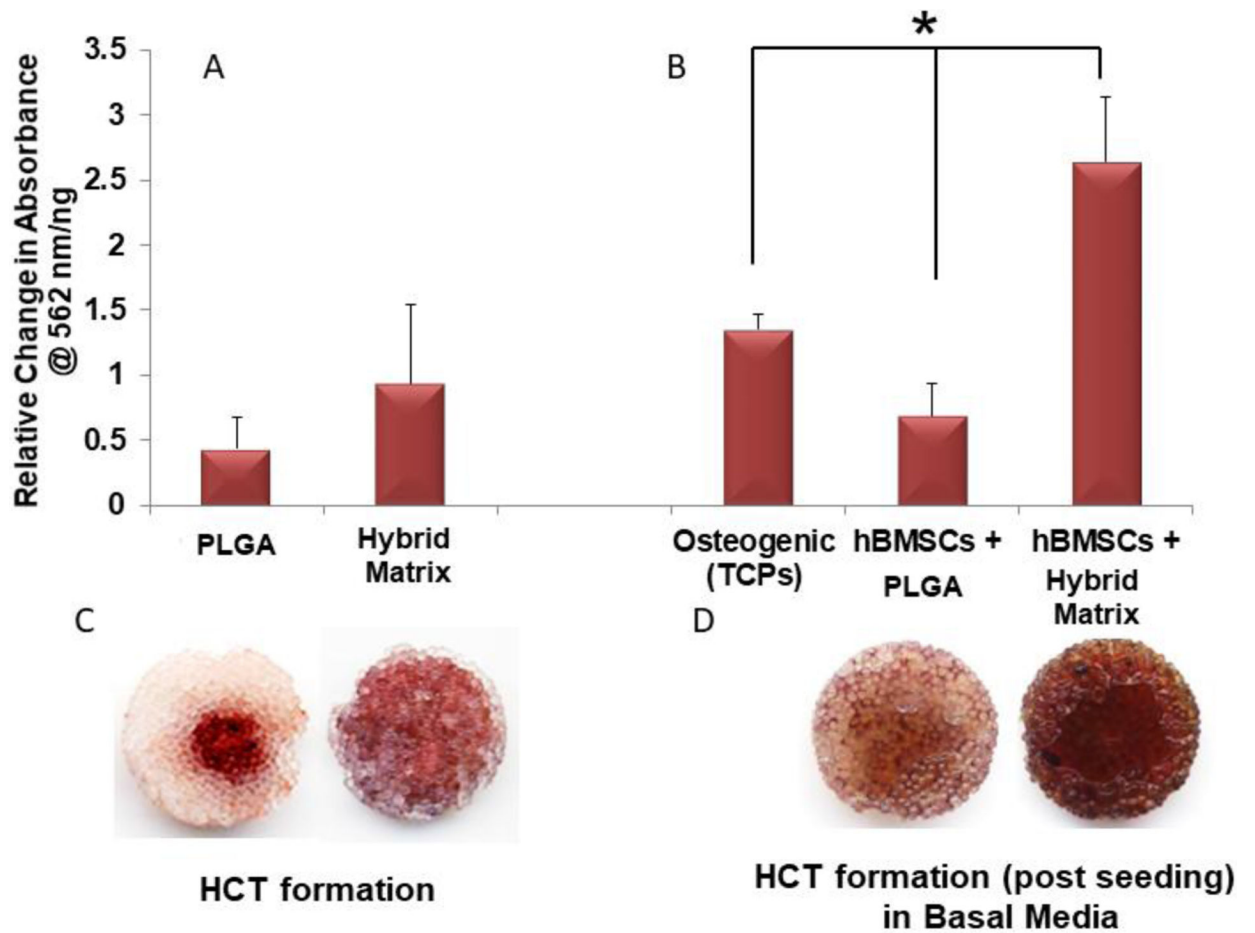 Relative Change in Absorbance
@ 562 nm/ng
3.5
3
2.5
2
1.5
1
0.5
0
A
B
*
PLGA
Hybrid
Matrix
Osteogenic
(TCPs)
hBMSCs +
PLGA
hBMSCs +
Hybrid
Matrix
C
D
HCT formation
HCT formation (post seeding)
in Basal Media